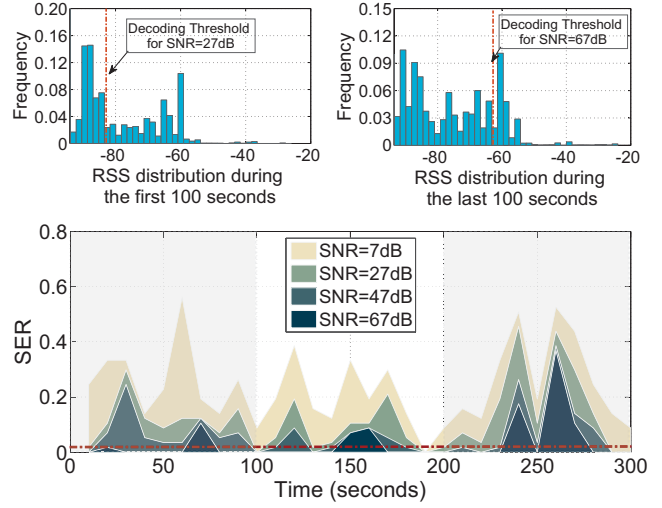 0.20
0.16
0.12
0.08
0.04
0
Frequency
Decoding Threshold
for SNR=27dB
-80
-60
-40
-20
RSS distribution during
the first 100 seconds
0.15
0.12
0.09
0.06
0.03
0
Frequency
Decoding Threshold
for SNR=67dB
-80
-60
-40
-20
RSS distribution during
the last 100 seconds
0.8
0.6
0.4
0.2
0
SER
SNR=7dB
SNR=27dB
SNR=47dB
SNR=67dB
0
50
100
150
200
250
300
Time (seconds)